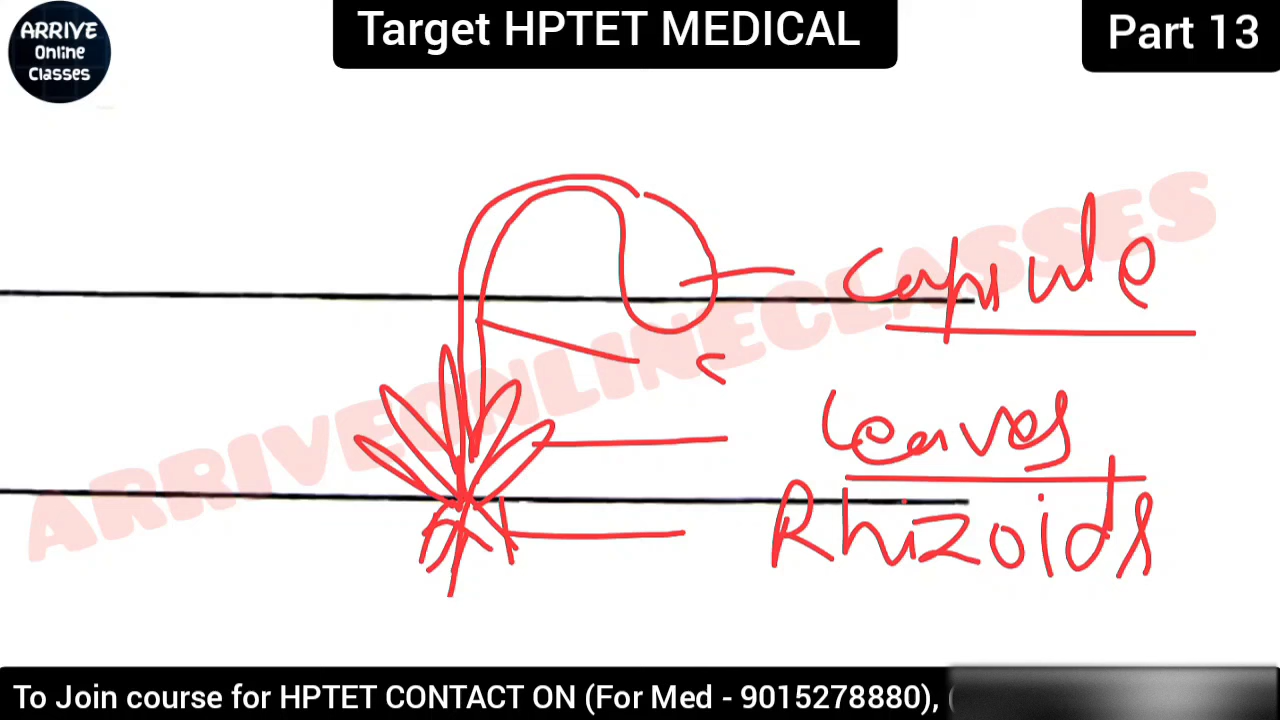 ARRIVE
Online
Classes
Target HPTET MEDICAL
Part 13
capsule
leaves
Rhizoids
ARRIVEONLINECLASSES
To Join course for HPTET CONTACT ON (For Med - 9015278880), (